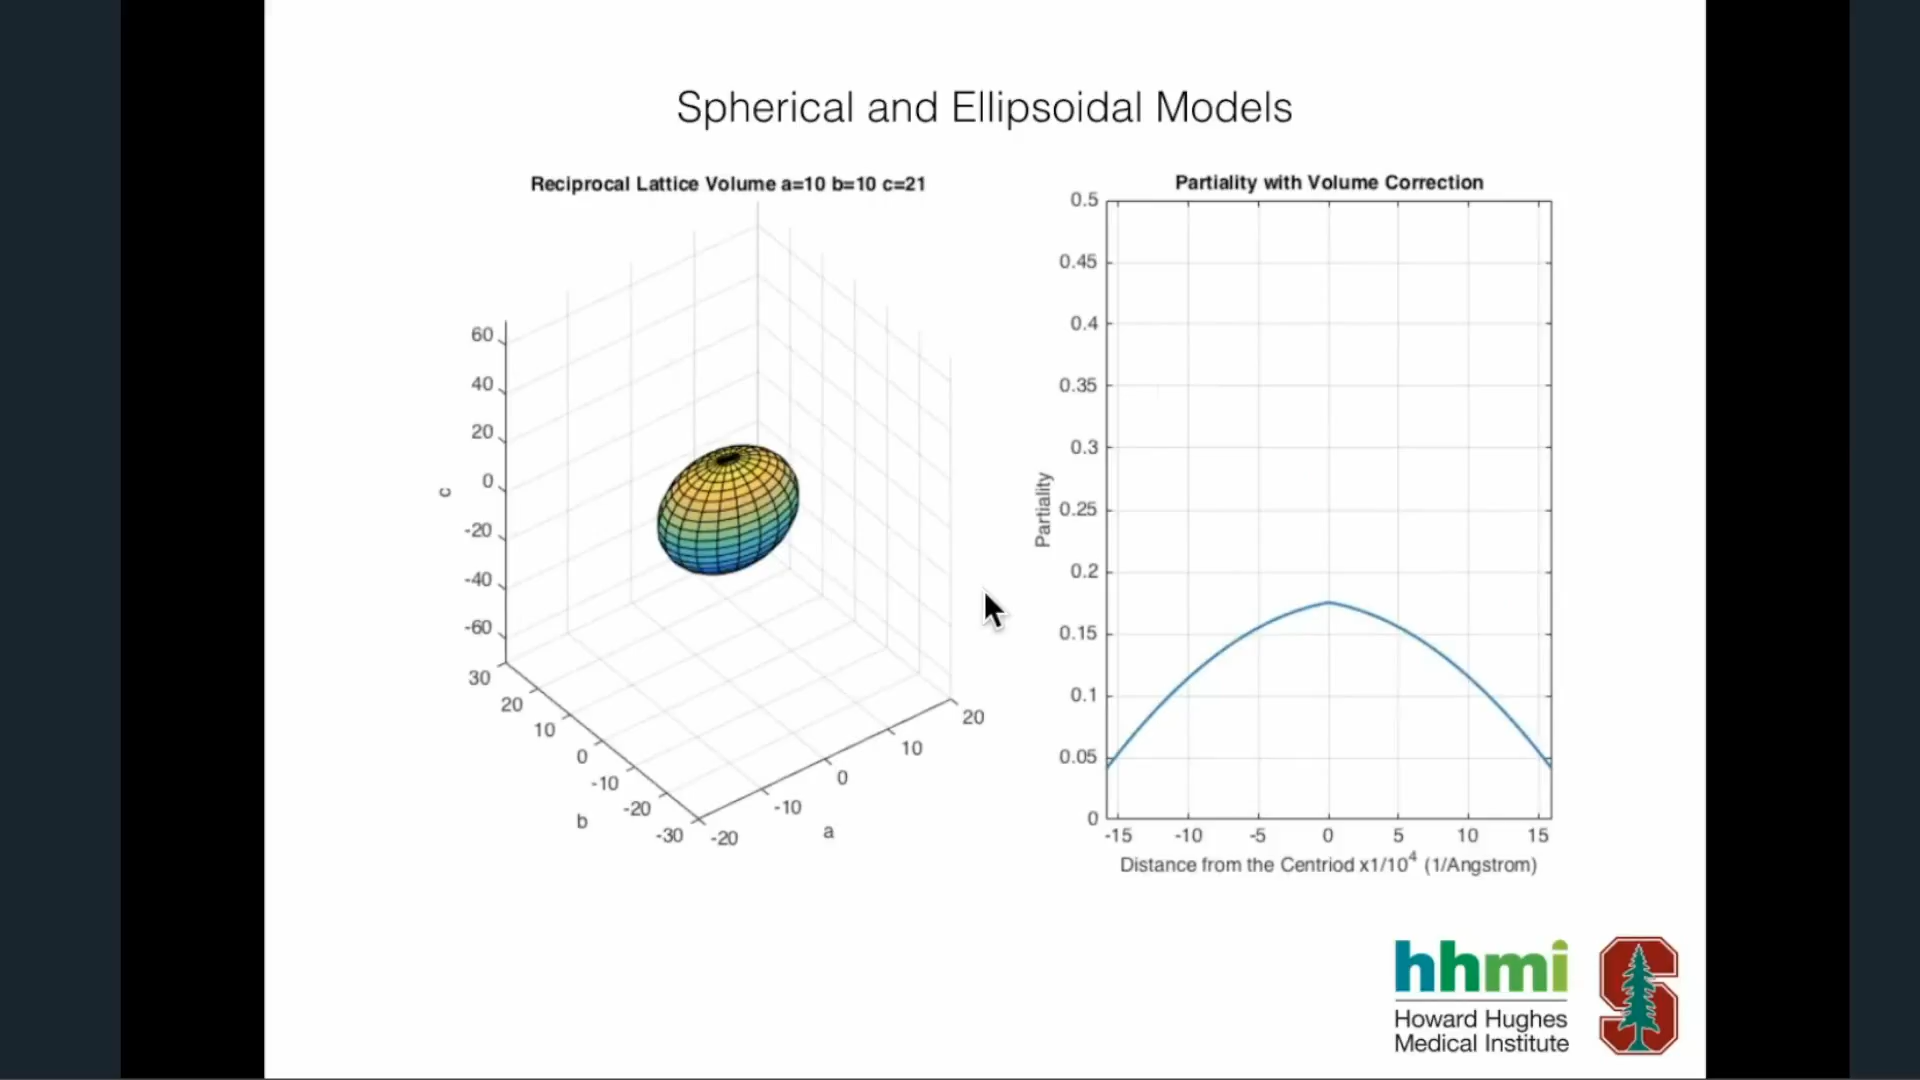 Spherical and Ellipsoidal Models
Reciprocal Lattice Volume a=10 b=10 c=21
60
40
20
0
-20
-40
-60
c
30
20
10
0
-10
-20
-30
b
-20
-10
0
10
20
a
Partiality with Volume Correction
0.5
0.45
0.4
0.35
0.3
0.25
0.2
0.15
0.1
0.05
0
Partiality
-15 -10 -5 0 5 10 15
Distance from the Centriod x1/10^4 (1/Angstrom)
hhmi
Howard Hughes
Medical Institute
S